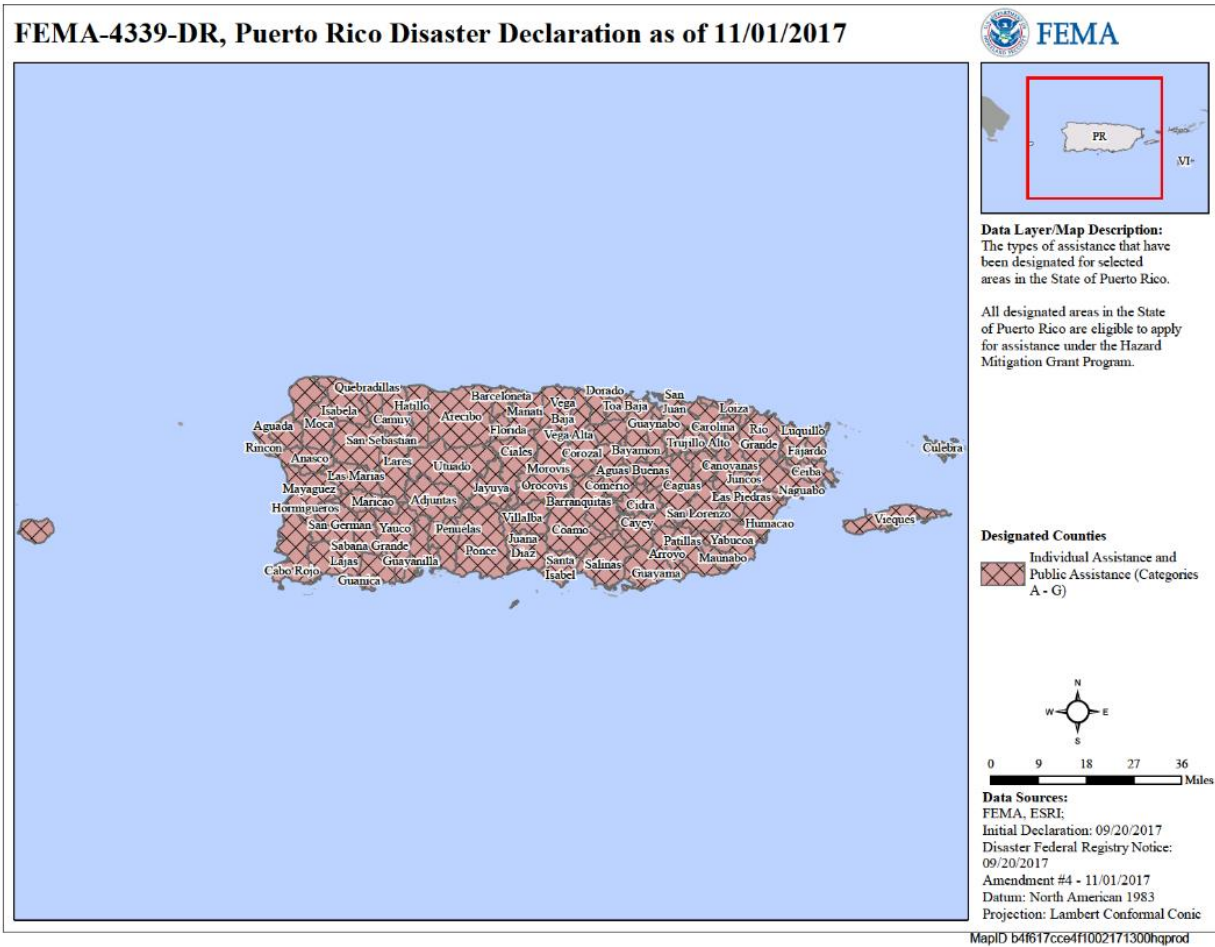 FEMA-4339-DR, Puerto Rico Disaster Declaration as of 11/01/2017
FEMA
PR
VI
Data Layer/Map Description:
The types of assistance that have
been designated for selected
areas in the State of Puerto Rico.
All designated areas in the State
of Puerto Rico are eligible to apply
for assistance under the Hazard
Mitigation Grant Program.
Quebradillas
Isabela
Hatillo
Camuy
Arecibo
Barceloneta
Manati
Vega
Baja
Dorado
Toa Baja
San
Juan
Loiza
Aguada
Moca
Rincon
San Sebastian
Florida
Ciales
Vega Alta
Corozal
Guaynabo
Bayamon
Carolina
Trujillo Alto
Rio
Grande
Luquillo
Fajardo
Culebra
Anasco
Las Marias
Lares
Utuado
Morovis
Aguas Buenas
Canovanas
Ceiba
Mayaguez
Maricao
Adjuntas
Jayuya
Orocovis
Comerio
Caguas
Juncos
Las Piedras
Naguabo
Hormigueros
Barranquitas
Cidra
San Lorenzo
Humacao
Vieques
San German
Yauco
Penuelas
Villalba
Coamo
Cayey
Sabana Grande
Ponce
Juana
Diaz
Patillas
Yabucoa
Cabo Rojo
Lajas
Guayanilla
Guanica
Santa
Isabel
Salinas
Arroyo
Guayama
Maunabo
Designated Counties
Individual Assistance and
Public Assistance (Categories
A - G)
N
W
E
S
0 9 18 27 36
Miles
Data Sources:
FEMA, ESRI;
Initial Declaration: 09/20/2017
Disaster Federal Registry Notice:
09/20/2017
Amendment #4 - 11/01/2017
Datum: North American 1983
Projection: Lambert Conformal Conic
MapID b4f617cce4f1002171300hqprod